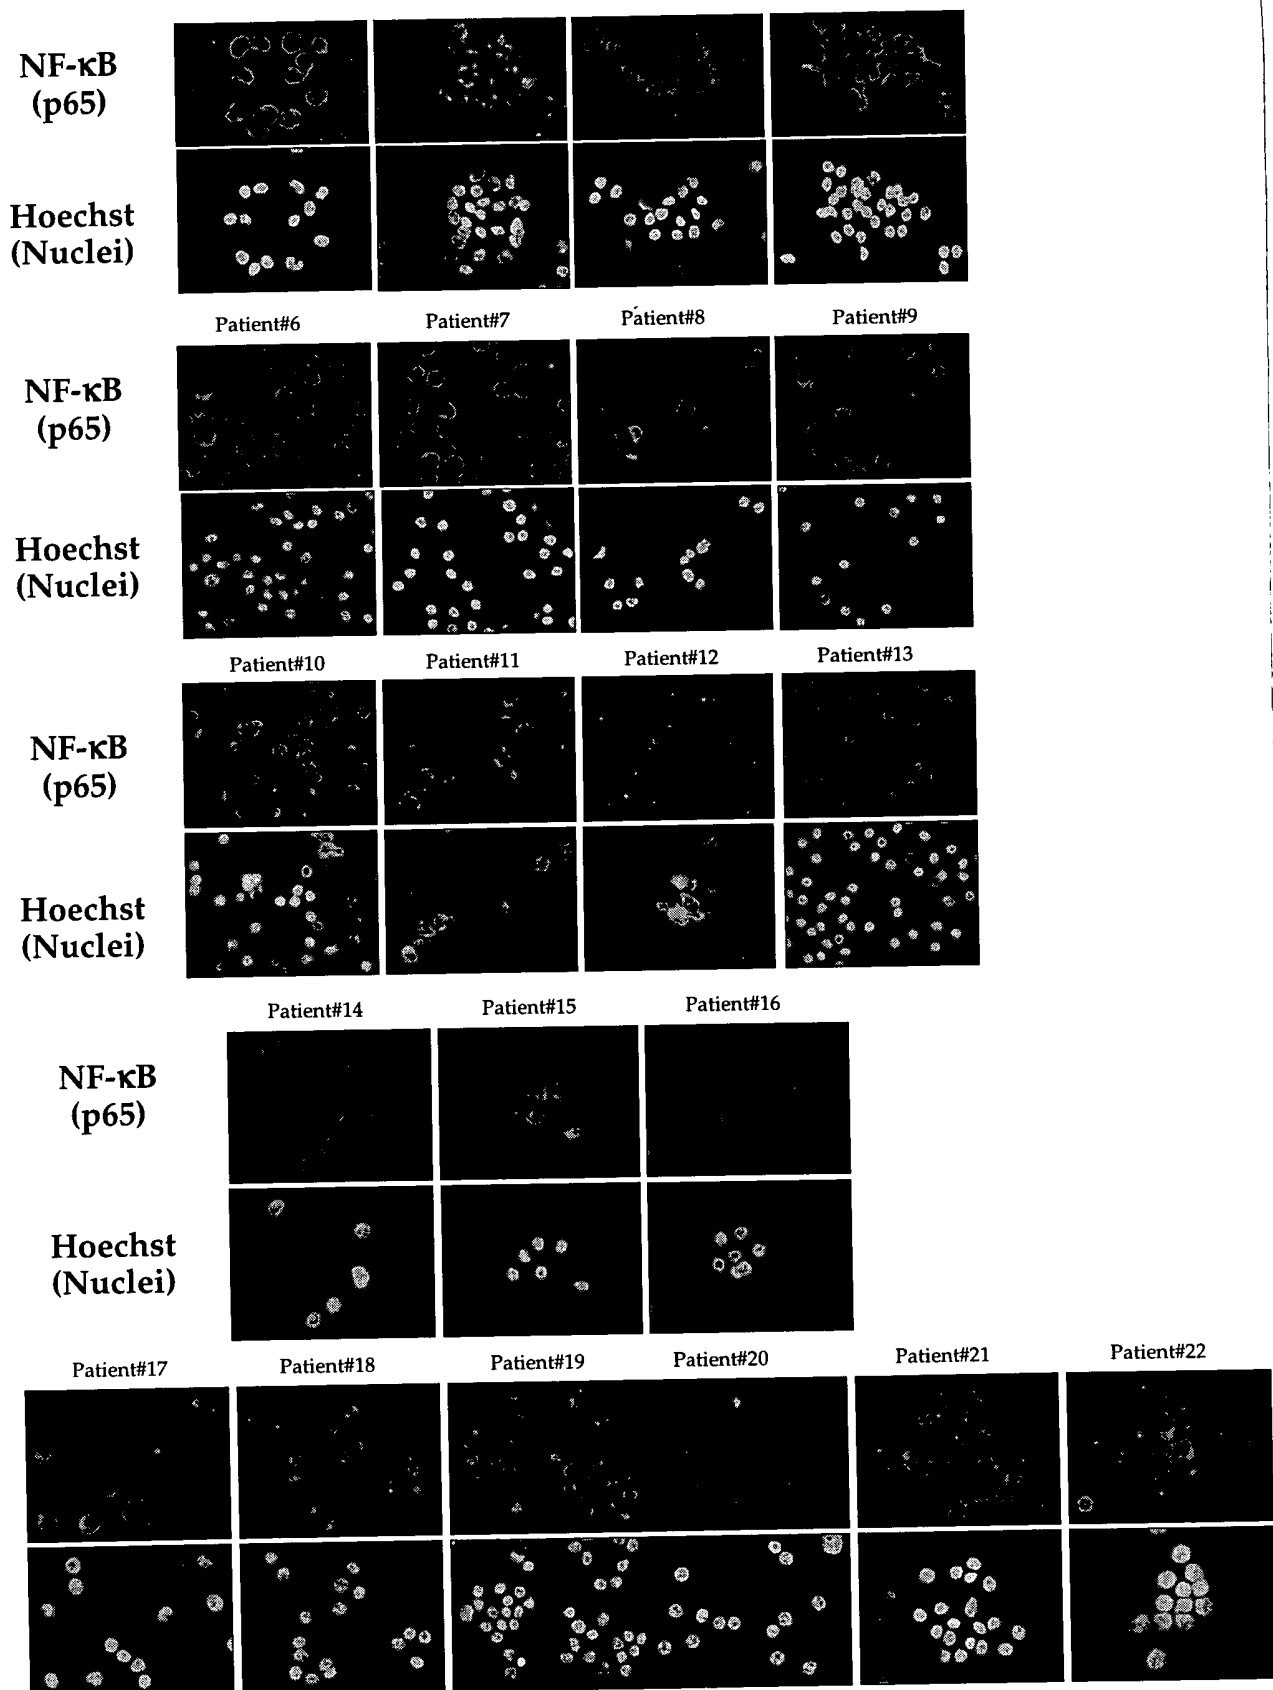 NF-κB
(p65)
Hoechst
(Nuclei)
Patient#6 Patient#7 Patient#8 Patient#9
NF-κB
(p65)
Hoechst
(Nuclei)
Patient#10 Patient#11 Patient#12 Patient#13
NF-κB
(p65)
Hoechst
(Nuclei)
Patient#14 Patient#15 Patient#16
NF-κB
(p65)
Hoechst
(Nuclei)
Patient#17 Patient#18 Patient#19 Patient#20 Patient#21 Patient#22